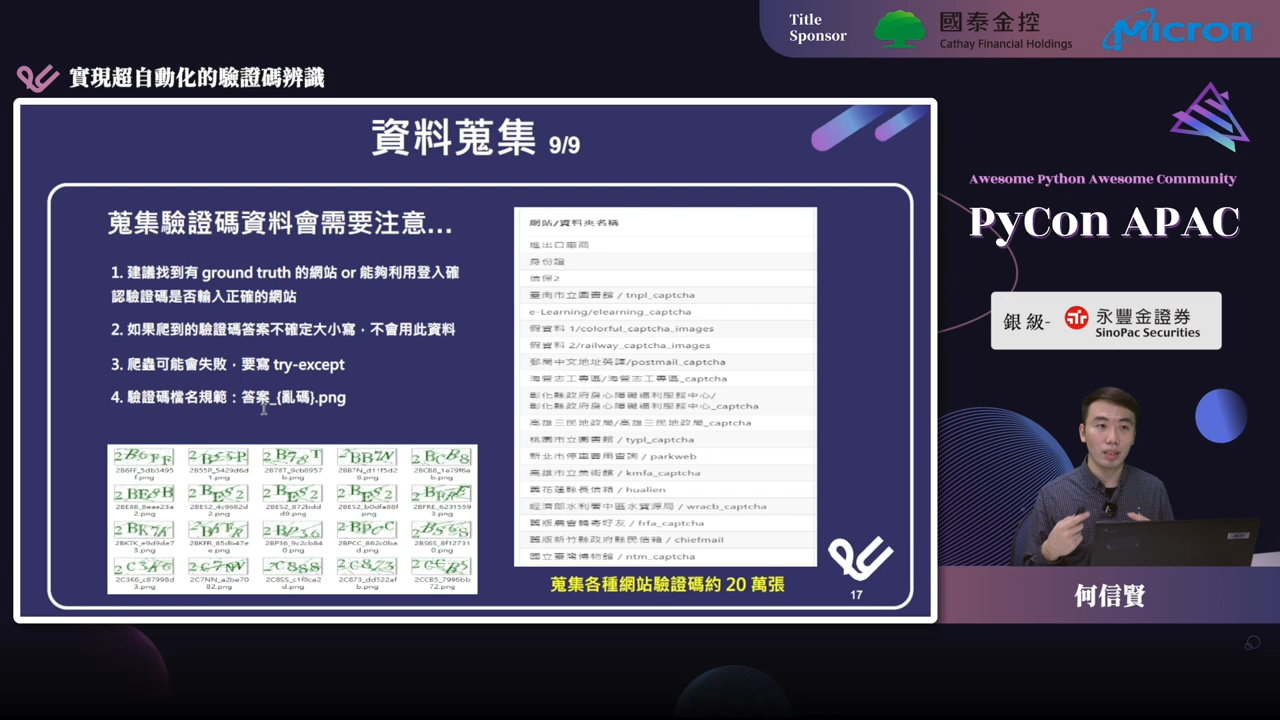 Title
Sponsor
國泰金控
Cathay Financial Holdings
Micron
實現超自動化的驗證碼辨識
資料蒐集 9/9
蒐集驗證碼資料會需要注意...
1. 建議找到有 ground truth 的網站 or 能夠利用登入確
認驗證碼是否輸入正確的網站
2. 如果爬到的驗證碼答案不確定大小寫，不會用此資料
3. 爬蟲可能會失敗，要寫 try-except
4. 驗證碼檔名規範：答案_{亂碼}.png
網站/資料夾名稱
進出口廠商
身份證
信保2
臺南市立圖書館 / tnpl_captcha
e-Learning/elearning_captcha
假資料 1/colorful_captcha_images
假資料 2/railway_captcha_images
郵局中文地址英譯/postmail_captcha
海管志工專區/海管志工專區_captcha
彰化縣政府身心障礙福利服務中心/
彰化縣政府身心障礙福利服務中心_captcha
高雄三民地政局/高雄三民地政局_captcha
桃園市立圖書館 / typl_captcha
新北市停車費用查詢 / parkweb
高雄市立美術館 / kmfa_captcha
舊花蓮縣長信箱 / hualien
經濟部水利署中區水資源局 / wracb_captcha
舊版農會轉寄好友 / frfa_captcha
舊版新竹縣政府縣民信箱 / chiefmail
國立臺灣博物館 / ntm_captcha
蒐集各種網站驗證碼約 20 萬張
17
Awesome Python Awesome Community
PyCon APAC
銀級-
永豐金證券
SinoPac Securities
何信賢